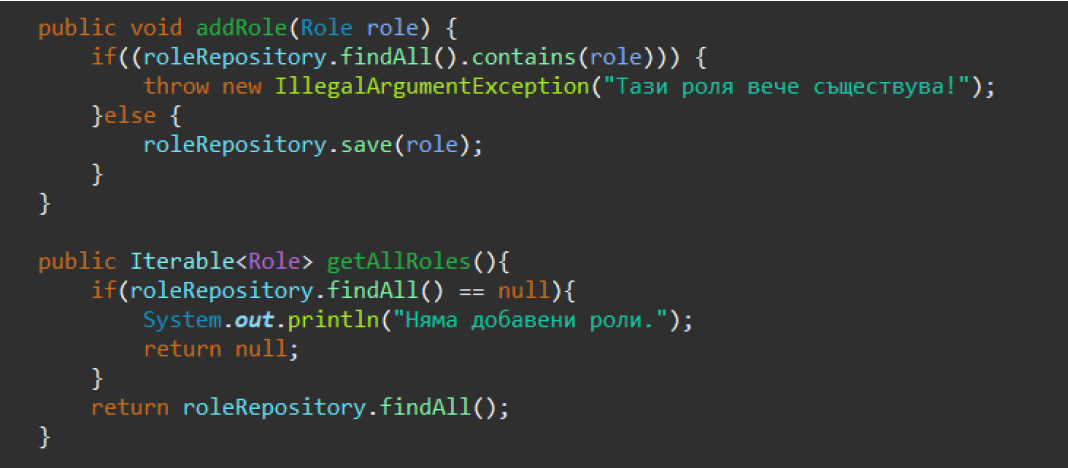 public void addRole(Role role) {
if((roleRepository.findAll().contains(role))) {
throw new IllegalArgumentException("Тази роля вече съществува!");
}else {
roleRepository.save(role);
}
}
public Iterable<Role> getAllRoles(){
if(roleRepository.findAll() == null){
System.out.println("Няма добавени роли.");
return null;
}
return roleRepository.findAll();
}